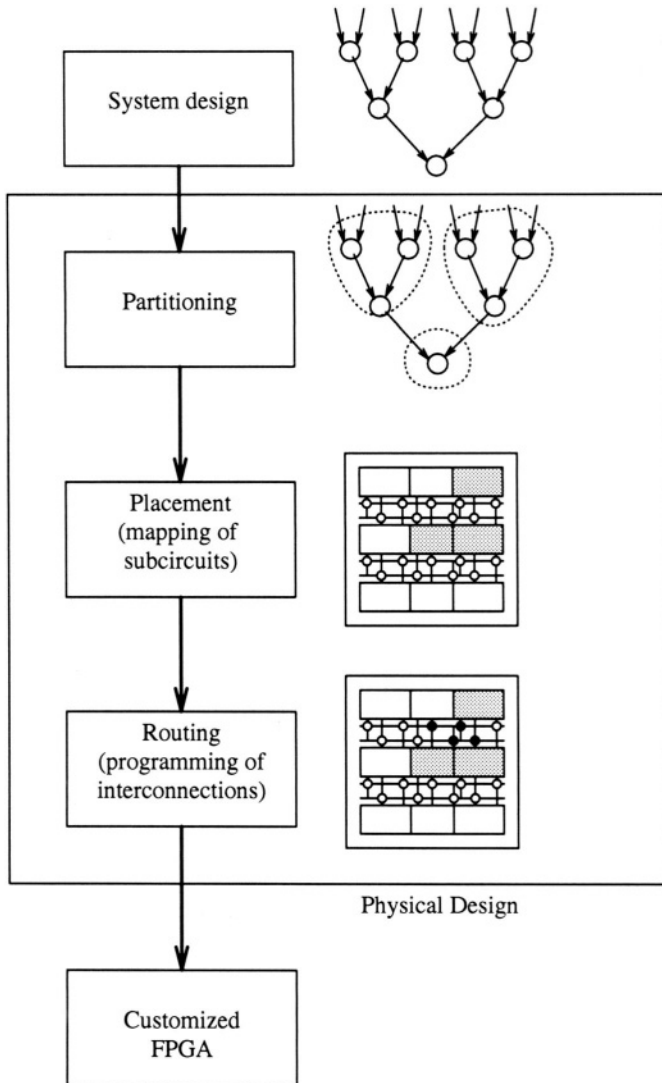 System design
Partitioning
Placement
(mapping of
subcircuits)
Routing
(programming of
interconnections)
Physical Design
Customized
FPGA